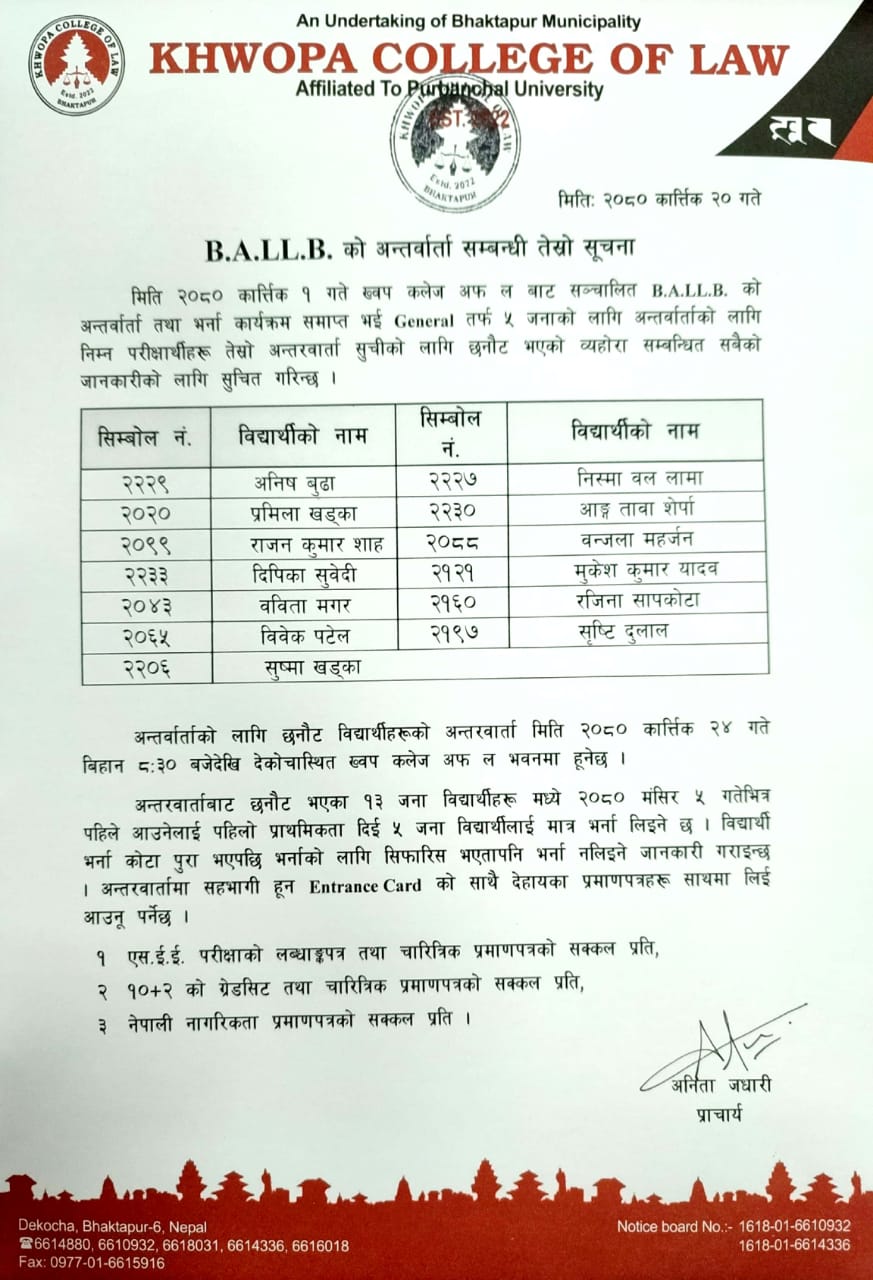 An Undertaking of Bhaktapur Municipality
KHWOPA COLLEGE OF LAW
Affiliated To Purbanchal University
EST. 2022
KHWOPA COLLEGE OF LAW
Estd. 2022
BHAKTAPUR
ख्वप
मितिः २०८० कार्त्तिक २० गते
B.A.LL.B. को अन्तर्वार्ता सम्बन्धी तेस्रो सूचना
मिति २०८० कार्त्तिक १ गते ख्वप कलेज अफ ल बाट सञ्चालित B.A.LL.B. को
अन्तर्वार्ता तथा भर्ना कार्यक्रम समाप्त भई General तर्फ ५ जनाको लागि अन्तर्वार्ताको लागि
निम्न परीक्षार्थीहरू तेस्रो अन्तरवार्ता सुचीको लागि छनौट भएको व्यहोरा सम्बन्धित सबैको
जानकारीको लागि सुचित गरिन्छ ।
सिम्बोल नं. विद्यार्थीको नाम सिम्बोल नं. विद्यार्थीको नाम
२२२९ अनिष बुढा २२२७ निस्मा वल लामा
२०२० प्रमिला खड्का २२३० आङ्ग तावा शेर्पा
२०९९ राजन कुमार शाह २०८८ वन्जला महर्जन
२२३३ दिपिका सुवेदी २१२१ मुकेश कुमार यादव
२०४३ वविता मगर २१६० रजिना सापकोटा
२०६५ विवेक पटेल २१९७ सृष्टि दुलाल
२२०६ सुष्मा खड्का
अन्तर्वार्ताको लागि छनौट विद्यार्थीहरूको अन्तरवार्ता मिति २०८० कार्त्तिक २४ गते
बिहान ८:३० बजेदेखि देकोचास्थित ख्वप कलेज अफ ल भवनमा हूनेछ ।
अन्तरवार्ताबाट छनौट भएका १३ जना विद्यार्थीहरू मध्ये २०८० मंसिर ५ गतेभित्र
पहिले आउनेलाई पहिलो प्राथमिकता दिई ५ जना विद्यार्थीलाई मात्र भर्ना लिइने छ । विद्यार्थी
भर्ना कोटा पुरा भएपछि भर्नाको लागि सिफारिस भएतापनि भर्ना नलिइने जानकारी गराइन्छ
। अन्तरवार्तामा सहभागी हून Entrance Card को साथै देहायका प्रमाणपत्रहरू साथमा लिई
आउनू पर्नेछ ।
१ एस.ई.ई. परीक्षाको लब्धाङ्कपत्र तथा चारित्रिक प्रमाणपत्रको सक्कल प्रति,
२ १०+२ को ग्रेडसिट तथा चारित्रिक प्रमाणपत्रको सक्कल प्रति,
३ नेपाली नागरिकता प्रमाणपत्रको सक्कल प्रति ।
अनिता जधारी
प्राचार्य
Dekocha, Bhaktapur-6, Nepal
☎6614880, 6610932, 6618031, 6614336, 6616018
Fax: 0977-01-6615916
Notice board No.:- 1618-01-6610932
1618-01-6614336